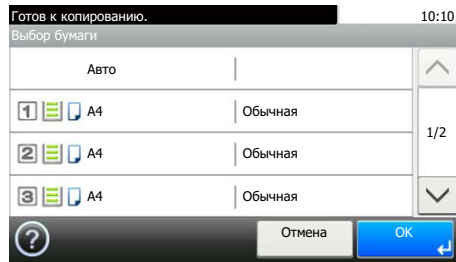 Готов к копированию. 10:10
Выбор бумаги
Авто
1 A4 Обычная
1/2
2 A4 Обычная
3 A4 Обычная
? Отмена OK